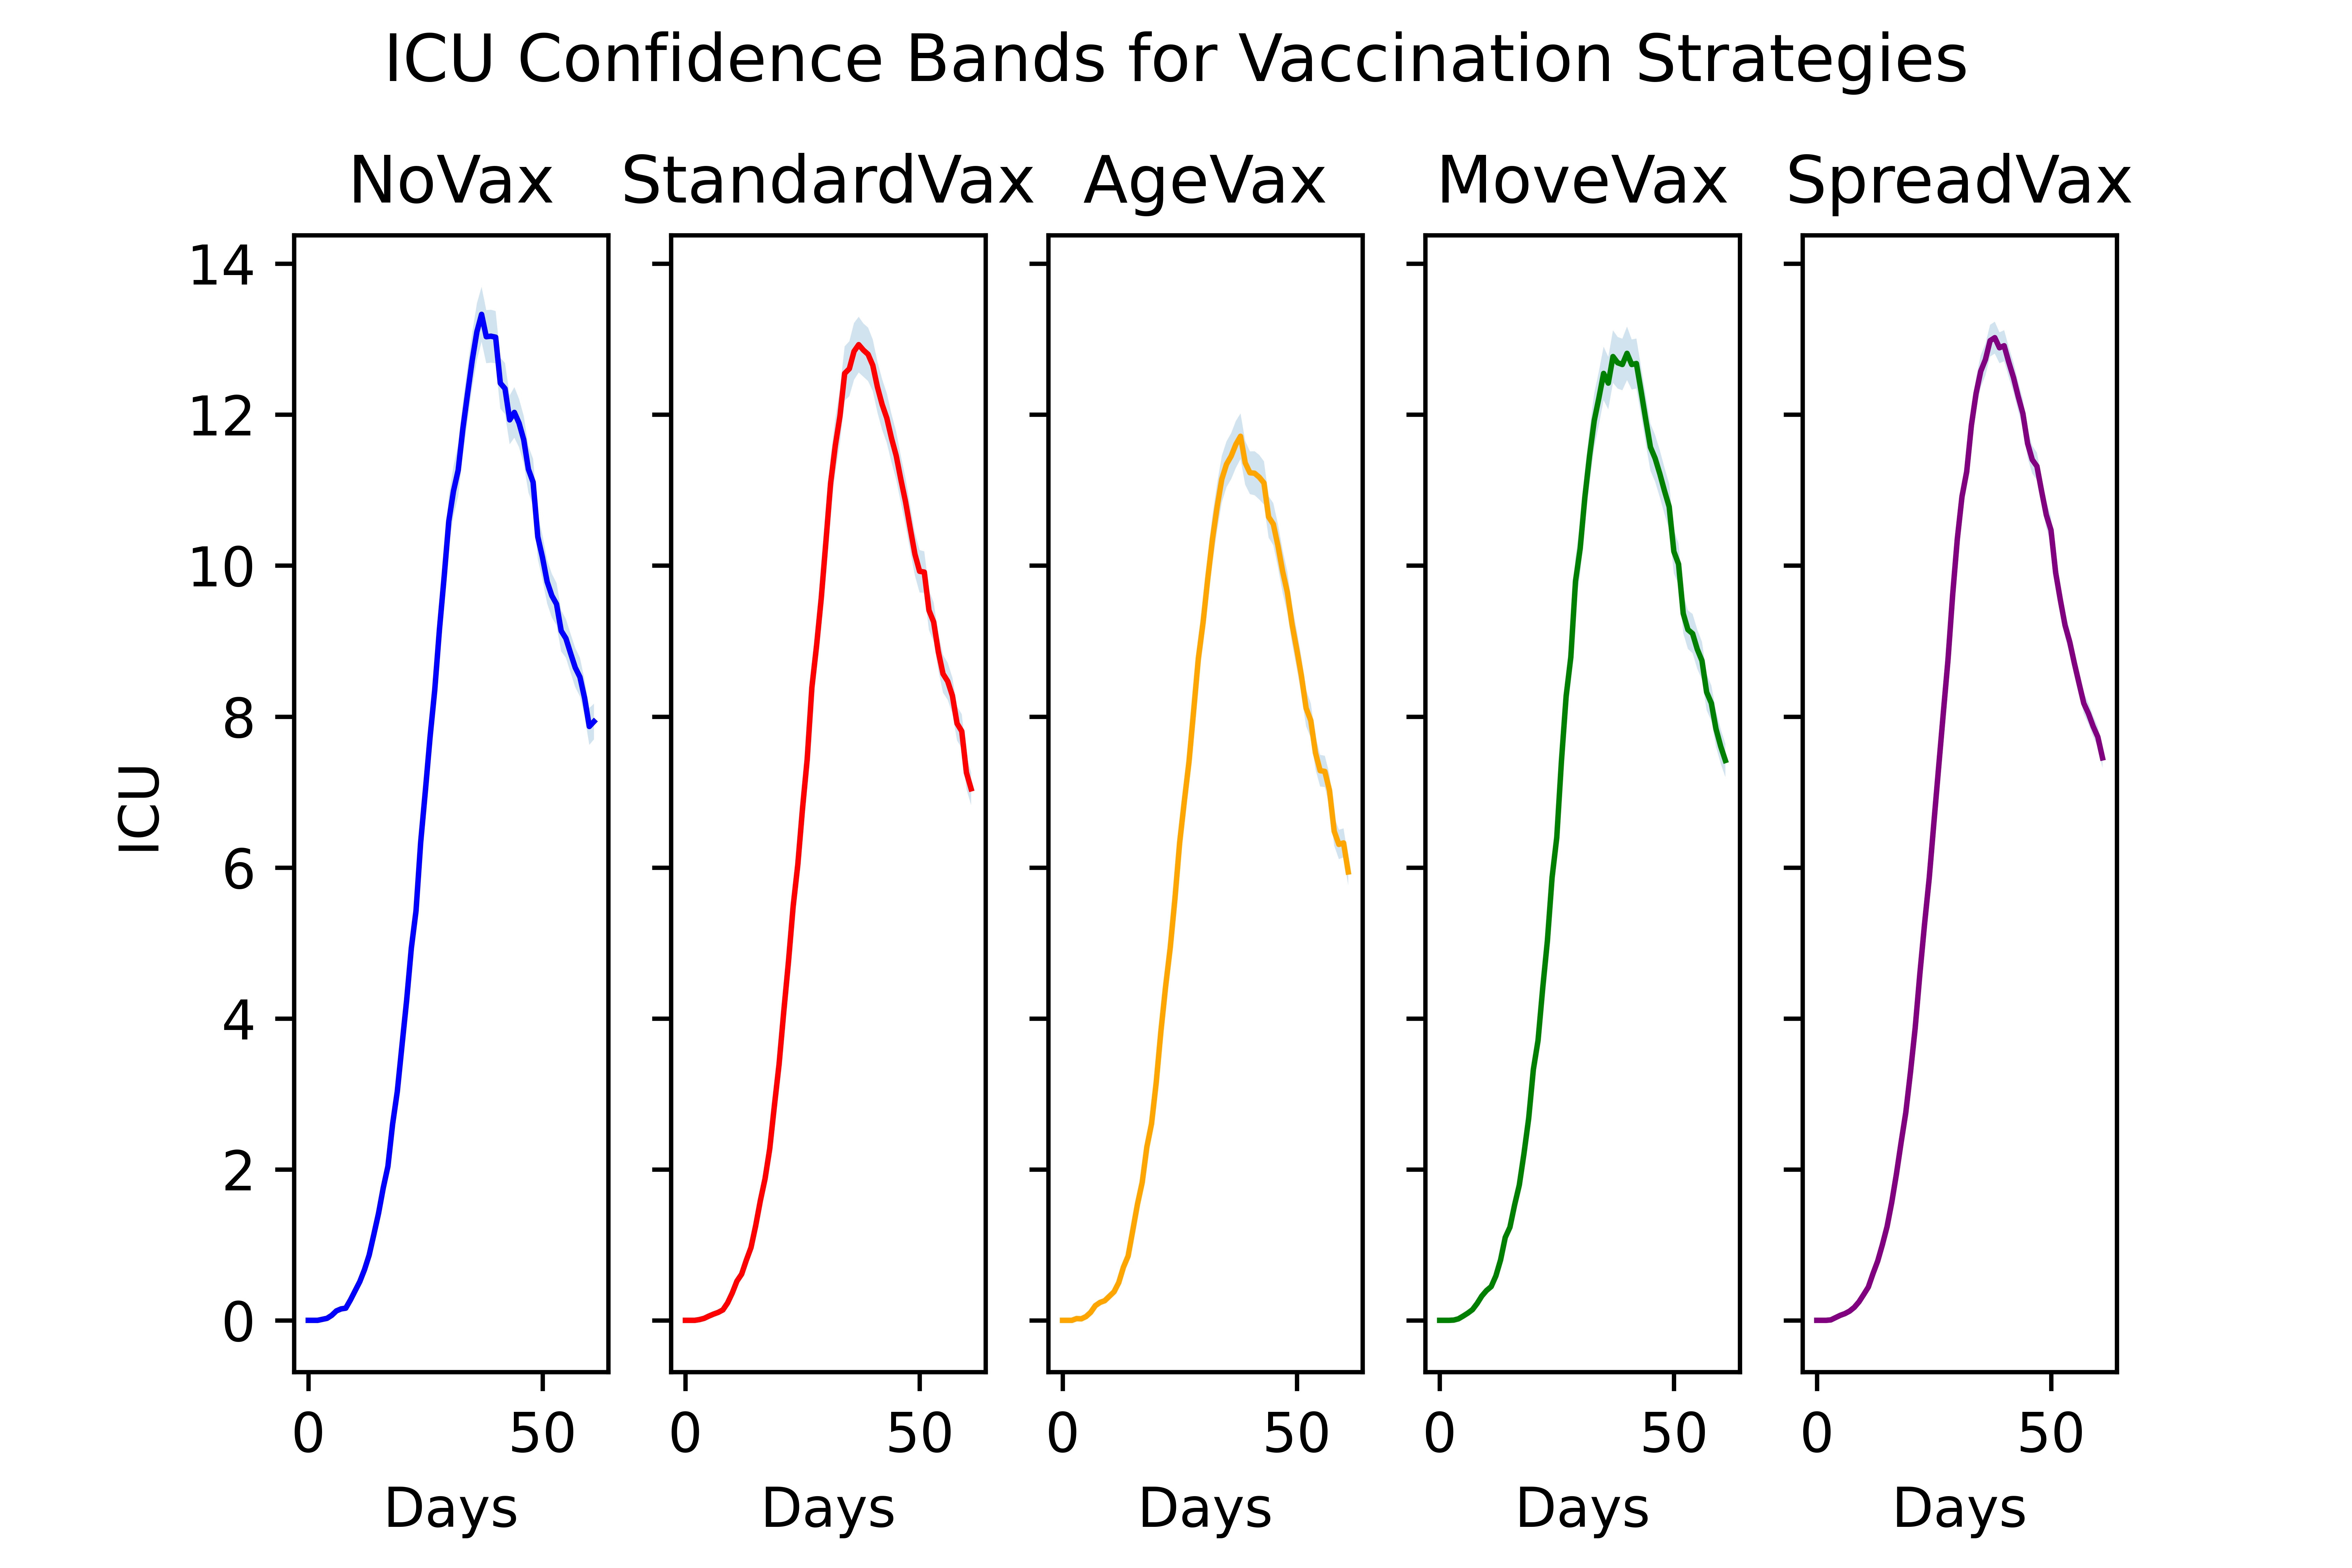 ICU Confidence Bands for Vaccination Strategies
NoVax StandardVax AgeVax MoveVax SpreadVax
14
12
10
8
6
4
2
0
ICU
0 50 0 50 0 50 0 50 0 50
Days Days Days Days Days